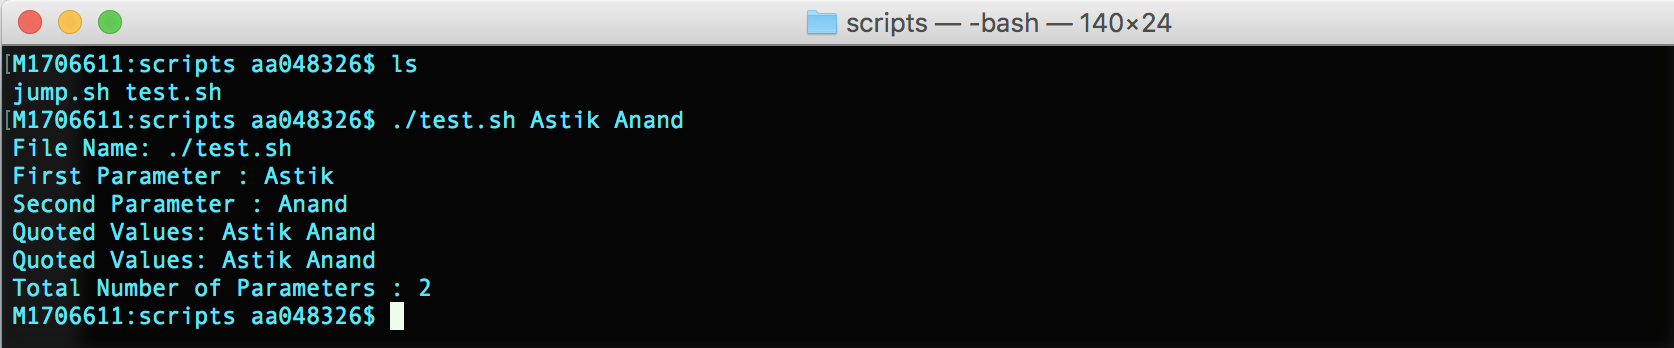 scripts — -bash — 140×24
[M1706611:scripts aa048326$ ls
jump.sh test.sh
[M1706611:scripts aa048326$ ./test.sh Astik Anand
File Name: ./test.sh
First Parameter : Astik
Second Parameter : Anand
Quoted Values: Astik Anand
Quoted Values: Astik Anand
Total Number of Parameters : 2
M1706611:scripts aa048326$